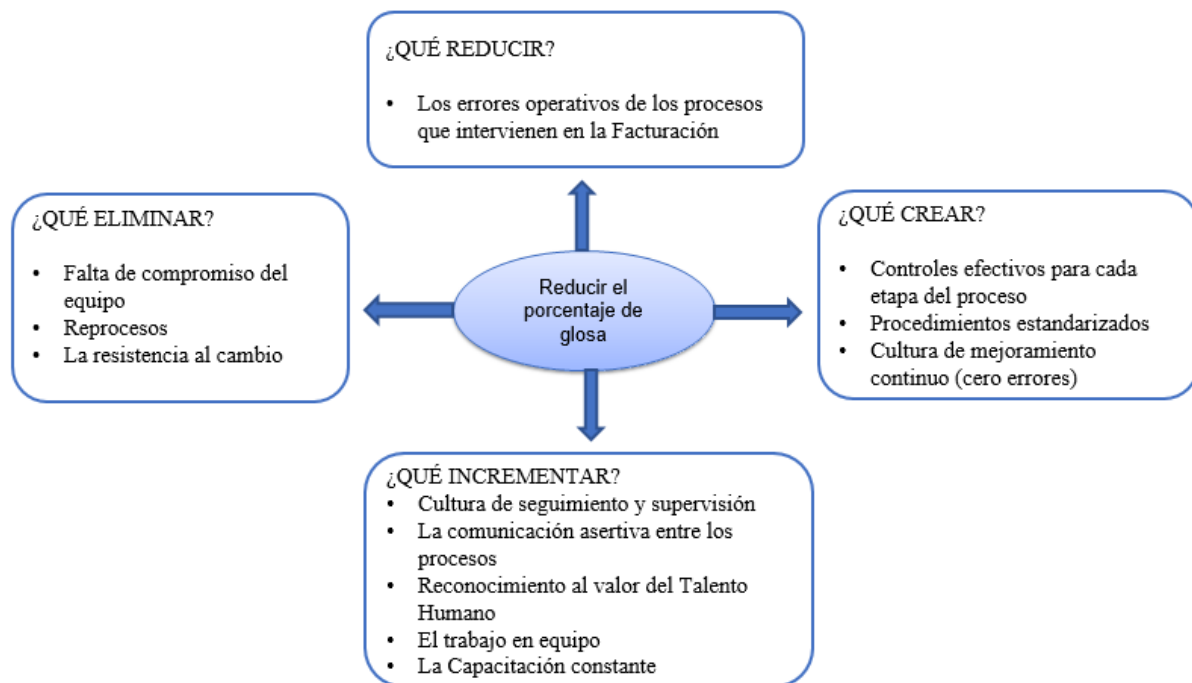 ¿QUÉ REDUCIR?
• Los errores operativos de los procesos
que intervienen en la Facturación
¿QUÉ ELIMINAR?
• Falta de compromiso del
equipo
• Reprocesos
• La resistencia al cambio
Reducir el
porcentaje de
glosa
¿QUÉ CREAR?
• Controles efectivos para cada
etapa del proceso
• Procedimientos estandarizados
• Cultura de mejoramiento
continuo (cero errores)
¿QUÉ INCREMENTAR?
• Cultura de seguimiento y supervisión
• La comunicación asertiva entre los
procesos
• Reconocimiento al valor del Talento
Humano
• El trabajo en equipo
• La Capacitación constante